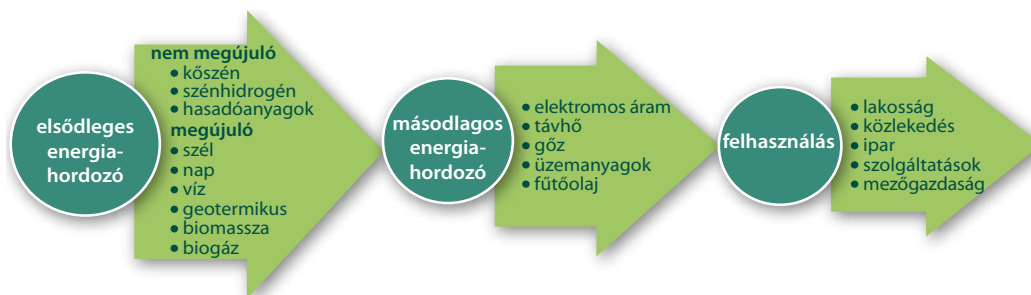 elsődleges
energia-
hordozó
nem megújuló
• kőszén
• szénhidrogén
• hasadóanyagok
megújuló
• szél
• nap
• víz
• geotermikus
• biomassza
• biogáz
másodlagos
energia-
hordozó
• elektromos áram
• távhő
• gőz
• üzemanyagok
• fűtőolaj
felhasználás
• lakosság
• közlekedés
• ipar
• szolgáltatások
• mezőgazdaság